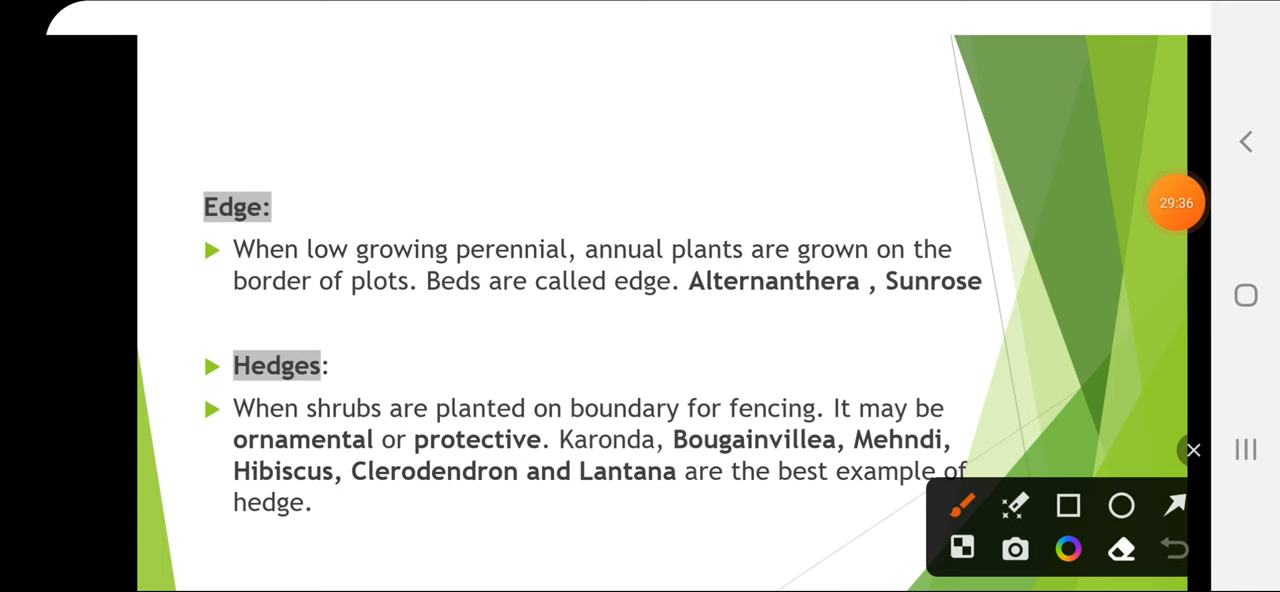 Edge:
When low growing perennial, annual plants are grown on the
border of plots. Beds are called edge. Alternanthera , Sunrose
Hedges:
When shrubs are planted on boundary for fencing. It may be
ornamental or protective. Karonda, Bougainvillea, Mehndi,
Hibiscus, Clerodendron and Lantana are the best example of
hedge.
29:36